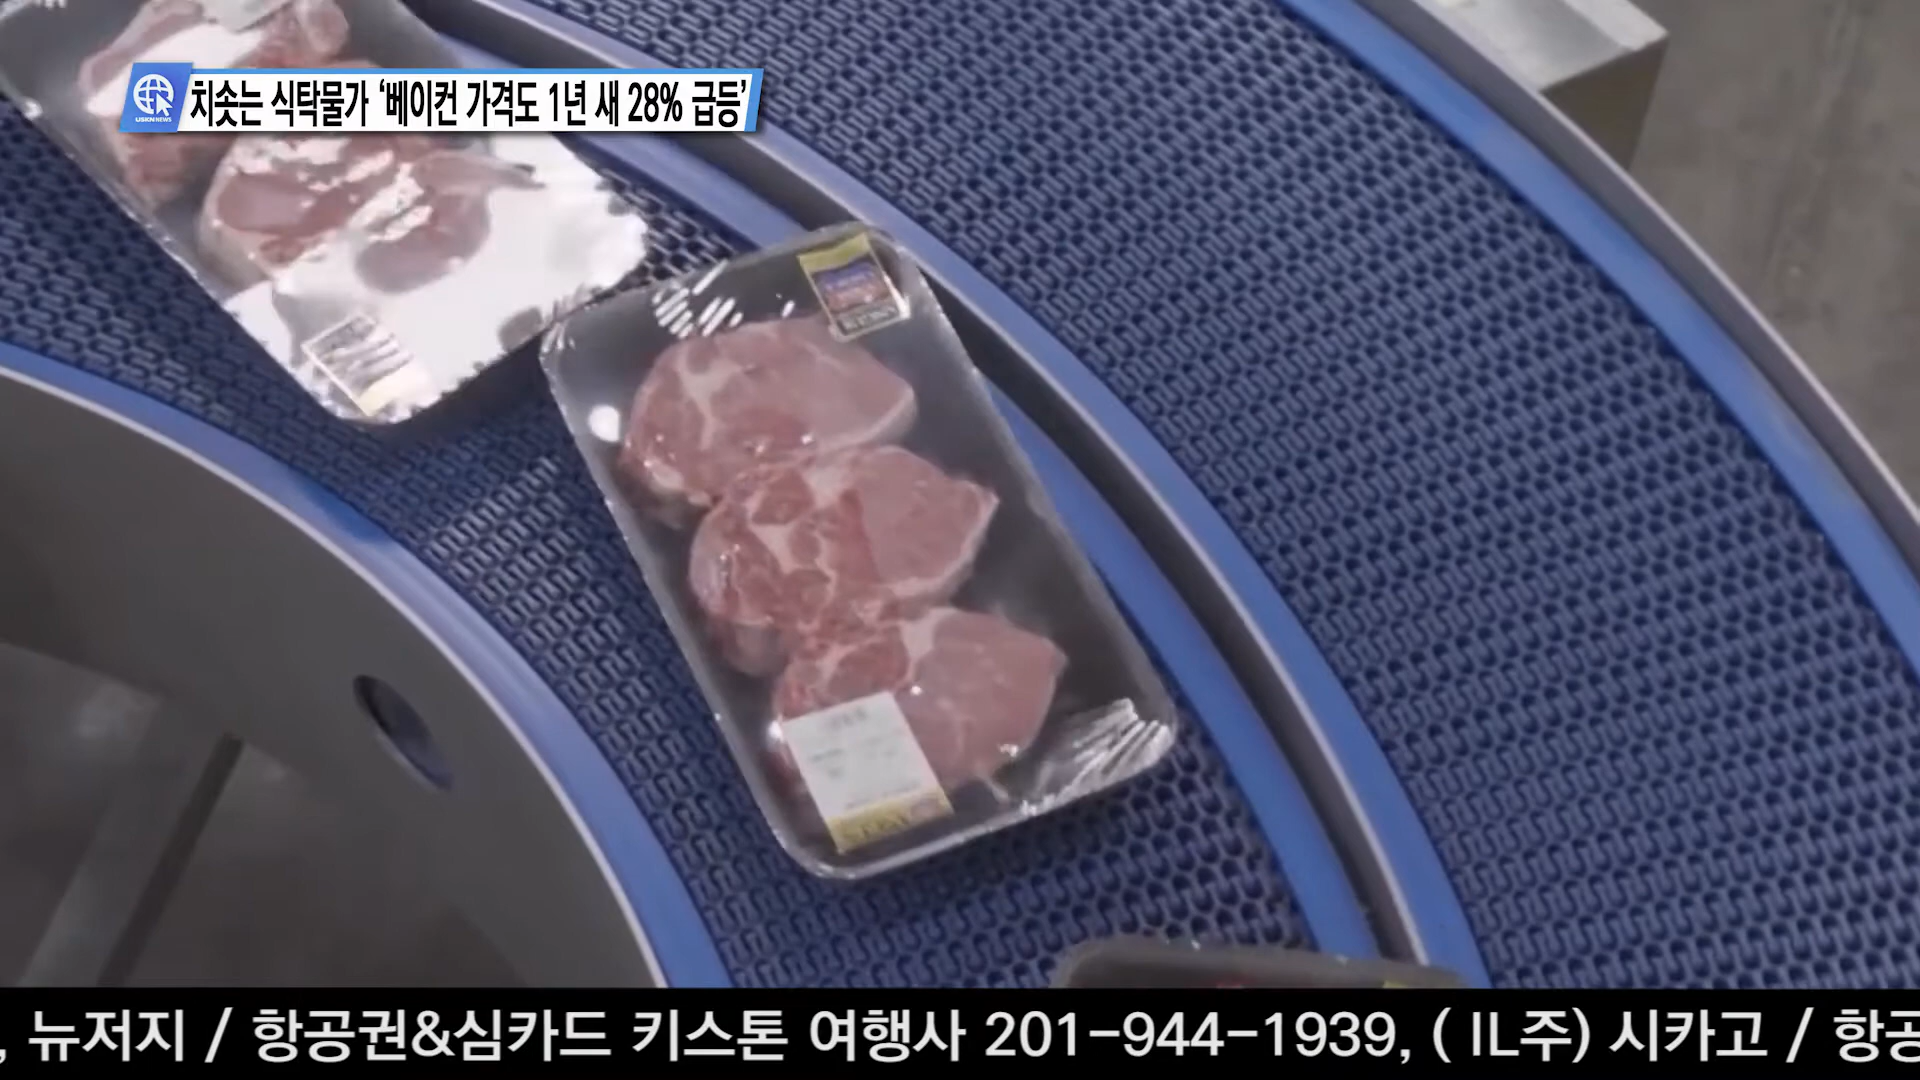 USKN NEWS
치솟는 식탁물가 ‘베이컨 가격도 1년 새 28% 급등’
, 뉴저지 / 항공권&심카드 키스톤 여행사 201-944-1939, ( IL주) 시카고 / 항공